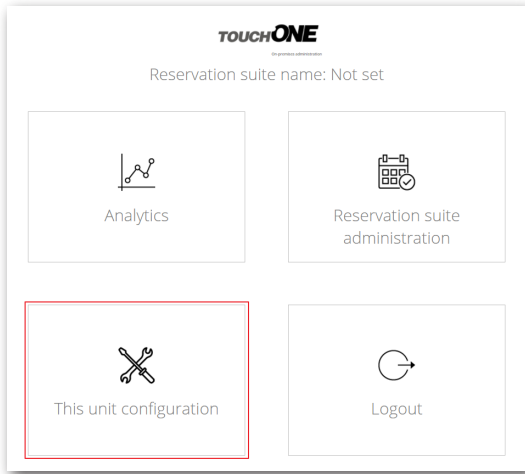 TOUCHONE
On-premises administration
Reservation suite name: Not set
Analytics
Reservation suite
administration
This unit configuration
Logout